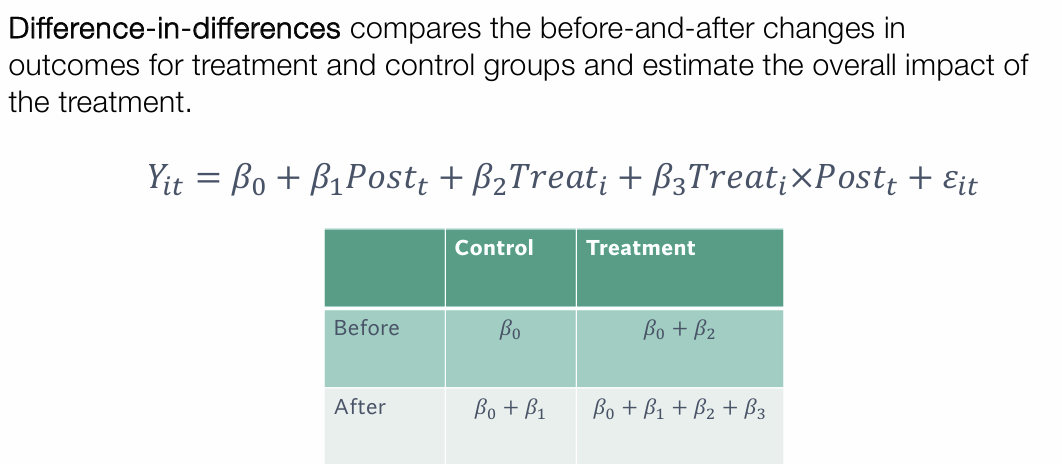 Difference-in-differences compares the before-and-after changes in
outcomes for treatment and control groups and estimate the overall impact of
the treatment.
Yᵢₜ = β₀ + β₁Postₜ + β₂Treatᵢ + β₃Treatᵢ×Postₜ + εᵢₜ
Control Treatment
Before β₀ β₀ + β₂
After β₀ + β₁ β₀ + β₁ + β₂ + β₃